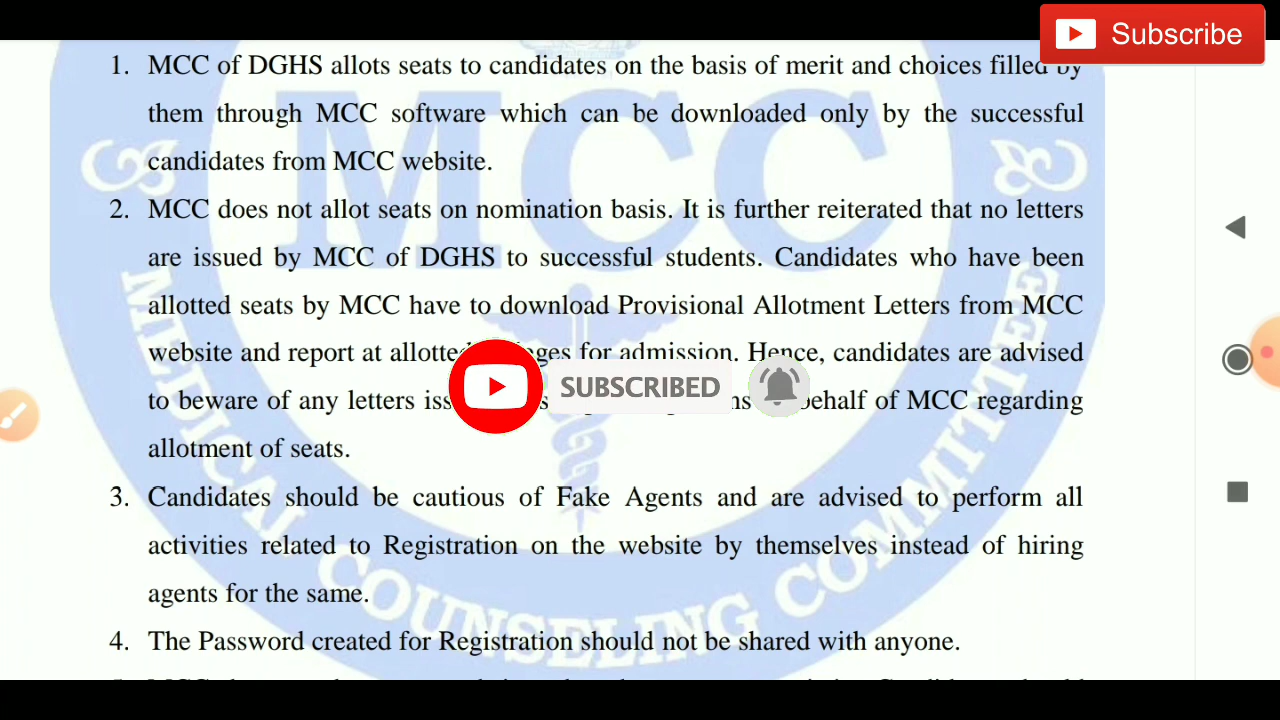 Subscribe
1. MCC of DGHS allots seats to candidates on the basis of merit and choices filled by
them through MCC software which can be downloaded only by the successful
candidates from MCC website.
2. MCC does not allot seats on nomination basis. It is further reiterated that no letters
are issued by MCC of DGHS to successful students. Candidates who have been
allotted seats by MCC have to download Provisional Allotment Letters from MCC
website and report at allotted for admission. Hence, candidates are advised
SUBSCRIBED
to beware of any letters behalf of MCC regarding
allotment of seats.
3. Candidates should be cautious of Fake Agents and are advised to perform all
activities related to Registration on the website by themselves instead of hiring
agents for the same.
4. The Password created for Registration should not be shared with anyone.
MCC
MEDICAL COUNSELING COMMITTEE